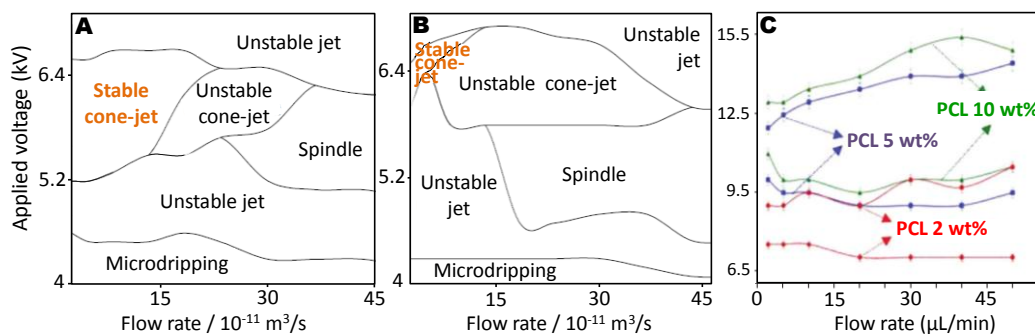 A
Unstable jet
Stable
cone-jet
Unstable
cone-jet
Spindle
Unstable jet
Microdripping
Applied voltage (kV)
6.4
5.2
4
15
30
45
Flow rate / 10⁻¹¹ m³/s
B
Stable
cone-
jet
Unstable
jet
Unstable cone-jet
Unstable
jet
Spindle
Microdripping
6.4
5.2
4
15
30
45
Flow rate / 10⁻¹¹ m³/s
C
15.5
12.5
9.5
6.5
PCL 10 wt%
PCL 5 wt%
PCL 2 wt%
0
10
20
30
40
Flow rate (µL/min)